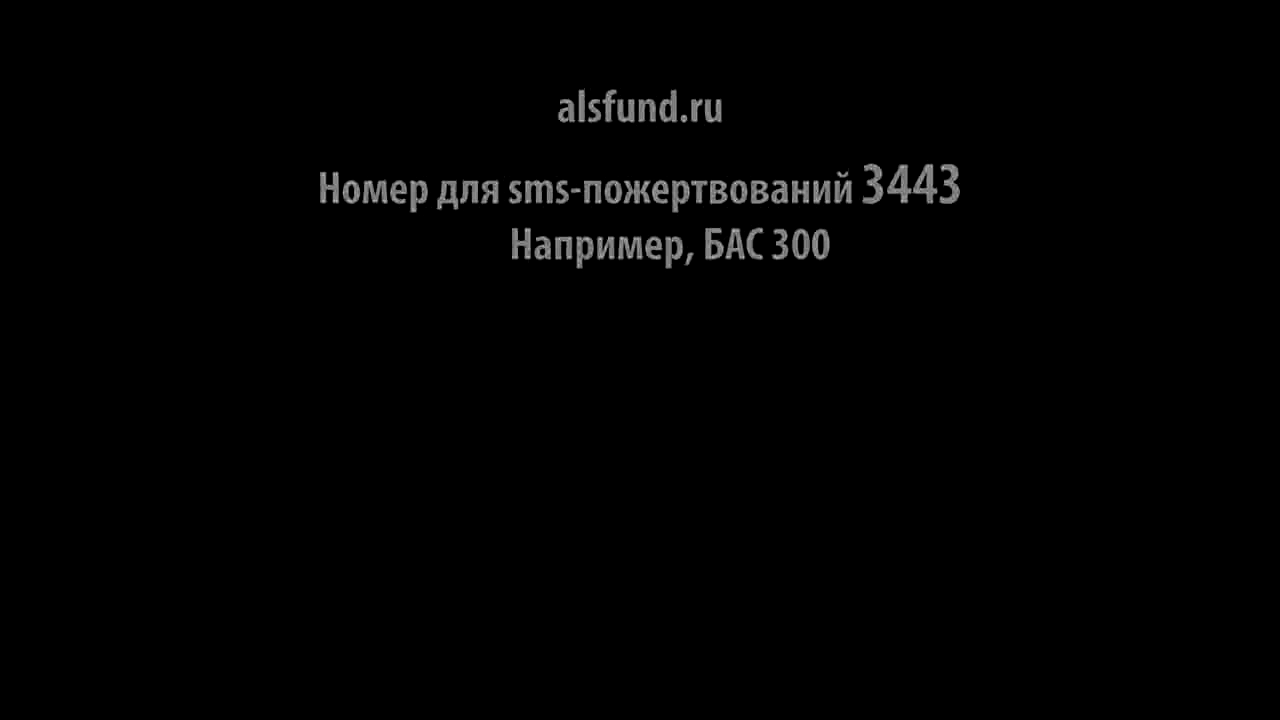 alsfund.ru
Номер для sms-пожертвований 3443
Например, БАС 300